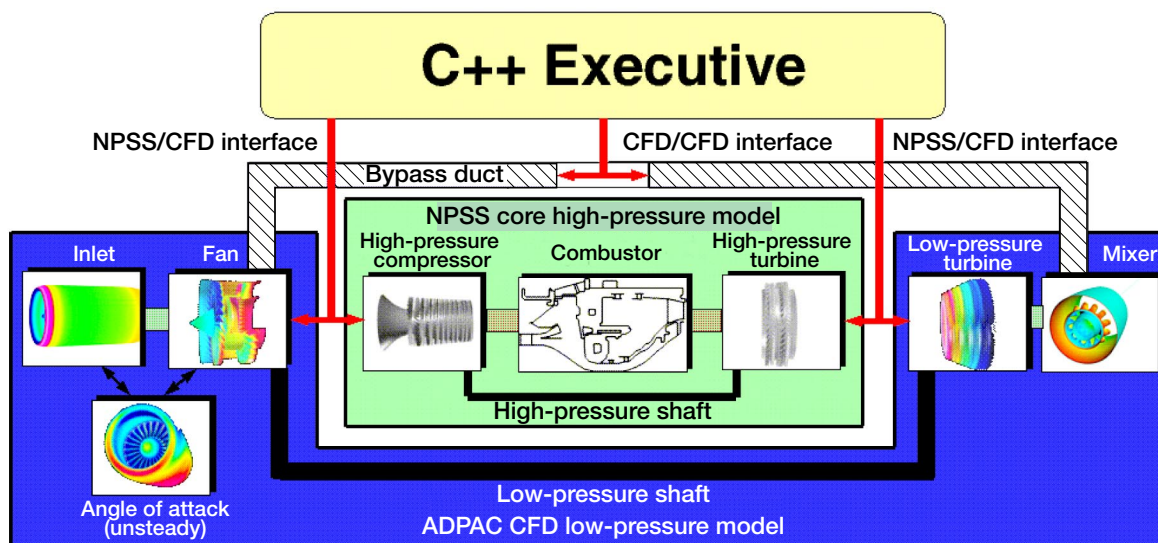 C++ Executive
NPSS/CFD interface
CFD/CFD interface
NPSS/CFD interface
Bypass duct
NPSS core high-pressure model
Inlet
Fan
High-pressure
compressor
Combustor
High-pressure
turbine
Low-pressure
turbine
Mixer
High-pressure shaft
Angle of attack
(unsteady)
Low-pressure shaft
ADPAC CFD low-pressure model